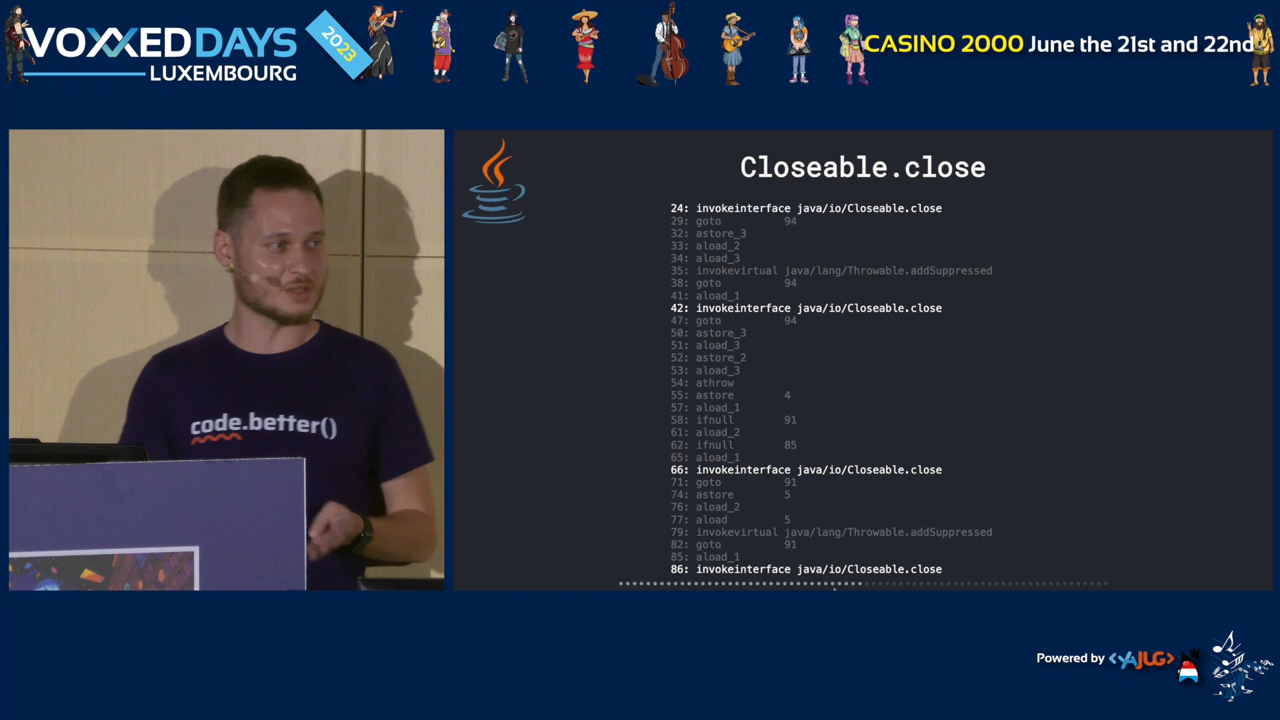 VOXXED DAYS
LUXEMBOURG
2023
CASINO 2000 June the 21st and 22nd
code.better()
Closeable.close
24: invokeinterface java/io/Closeable.close
29: goto 94
32: astore_3
33: aload_2
34: aload_3
35: invokevirtual java/lang/Throwable.addSuppressed
38: goto 94
41: aload_1
42: invokeinterface java/io/Closeable.close
47: goto 94
50: astore_3
51: aload_3
52: astore_2
53: aload_3
54: athrow
55: astore 4
57: aload_1
58: ifnull 91
61: aload_2
62: ifnull 85
65: aload_1
66: invokeinterface java/io/Closeable.close
71: goto 91
74: astore 5
76: aload_2
77: aload 5
79: invokevirtual java/lang/Throwable.addSuppressed
82: goto 91
85: aload_1
86: invokeinterface java/io/Closeable.close
Powered by <YAJUG>